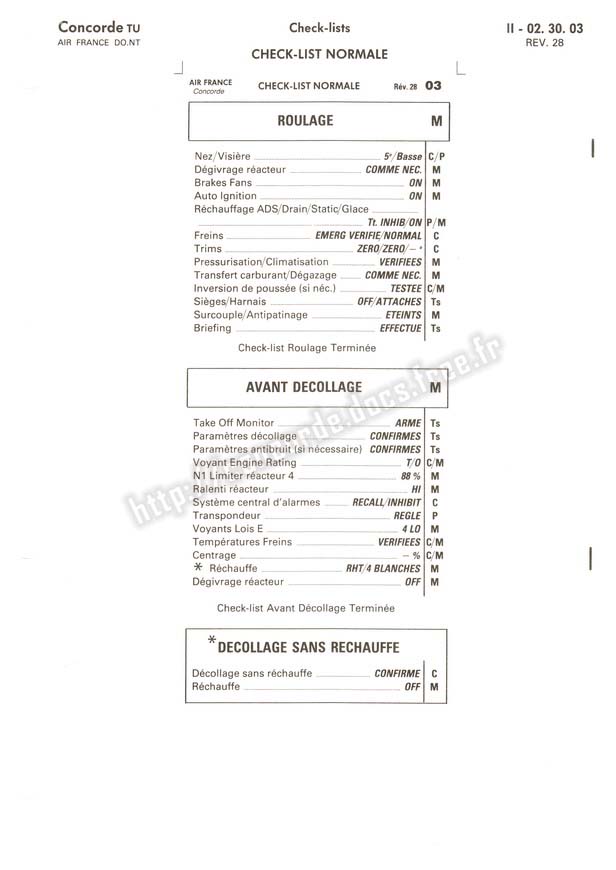 Concorde TU
AIR FRANCE DO.NT
Check-lists
II - 02. 30. 03
REV. 28
CHECK-LIST NORMALE
AIR FRANCE
Concorde
CHECK-LIST NORMALE
Rév. 28 03
ROULAGE M
Nez/Visière 5°/Basse C/P
Dégivrage réacteur COMME NEC. M
Brakes Fans ON M
Auto Ignition ON M
Réchauffage ADS/Drain/Static/Glace
Tt. INHIB/ON P/M
Freins EMERG VERIFIE/NORMAL C
Trims ZERO/ZERO/– ° C
Pressurisation/Climatisation VERIFIEES M
Transfert carburant/Dégazage COMME NEC. M
Inversion de poussée (si néc.) TESTEE C/M
Sièges/Harnais OFF/ATTACHES Ts
Surcouple/Antipatinage ETEINTS M
Briefing EFFECTUE Ts
Check-list Roulage Terminée
AVANT DECOLLAGE M
Take Off Monitor ARME Ts
Paramètres décollage CONFIRMES Ts
Paramètres antibruit (si nécessaire) CONFIRMES Ts
Voyant Engine Rating T/O C/M
N1 Limiter réacteur 4 88 % M
Ralenti réacteur HI M
Système central d'alarmes RECALL/INHIBIT C
Transpondeur REGLE P
Voyants Lois E 4 LO M
Températures Freins VERIFIEES C/M
Centrage – % C/M
* Réchauffe RHT/4 BLANCHES M
Dégivrage réacteur OFF M
Check-list Avant Décollage Terminée
*DECOLLAGE SANS RECHAUFFE
Décollage sans réchauffe CONFIRME C
Réchauffe OFF M